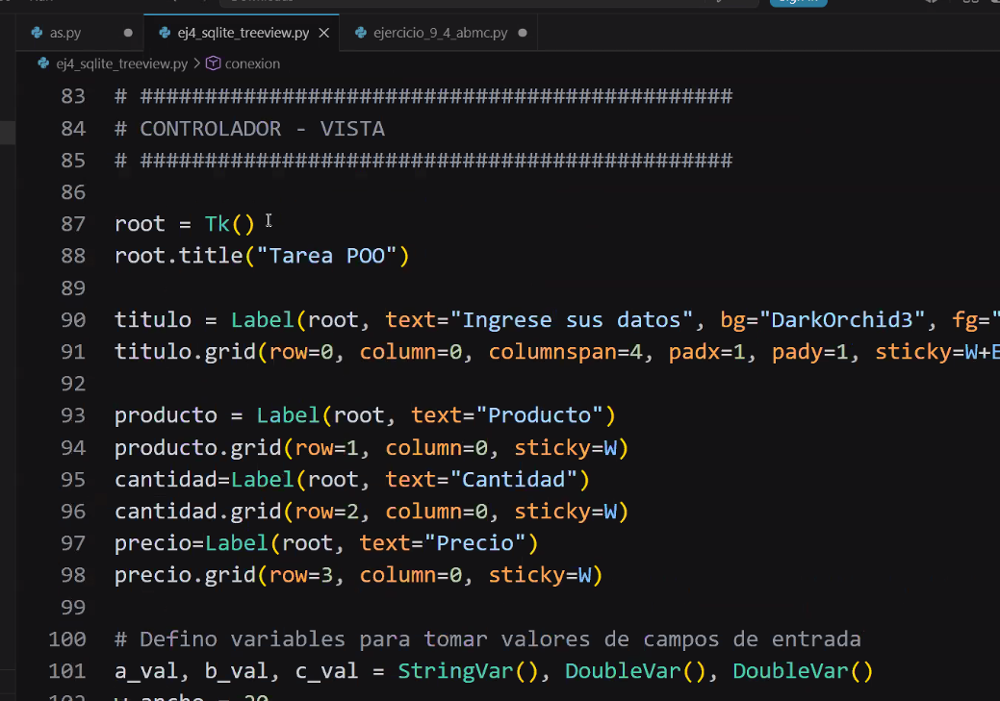 as.py ej4_sqlite_treeview.py ejercicio_9_4_abmc.py
ej4_sqlite_treeview.py > conexion
83 # ##############################################
84 # CONTROLADOR - VISTA
85 # ##############################################
86
87 root = Tk()
88 root.title("Tarea POO")
89
90 titulo = Label(root, text="Ingrese sus datos", bg="DarkOrchid3", fg="
91 titulo.grid(row=0, column=0, columnspan=4, padx=1, pady=1, sticky=W+E
92
93 producto = Label(root, text="Producto")
94 producto.grid(row=1, column=0, sticky=W)
95 cantidad=Label(root, text="Cantidad")
96 cantidad.grid(row=2, column=0, sticky=W)
97 precio=Label(root, text="Precio")
98 precio.grid(row=3, column=0, sticky=W)
99
100 # Defino variables para tomar valores de campos de entrada
101 a_val, b_val, c_val = StringVar(), DoubleVar(), DoubleVar()